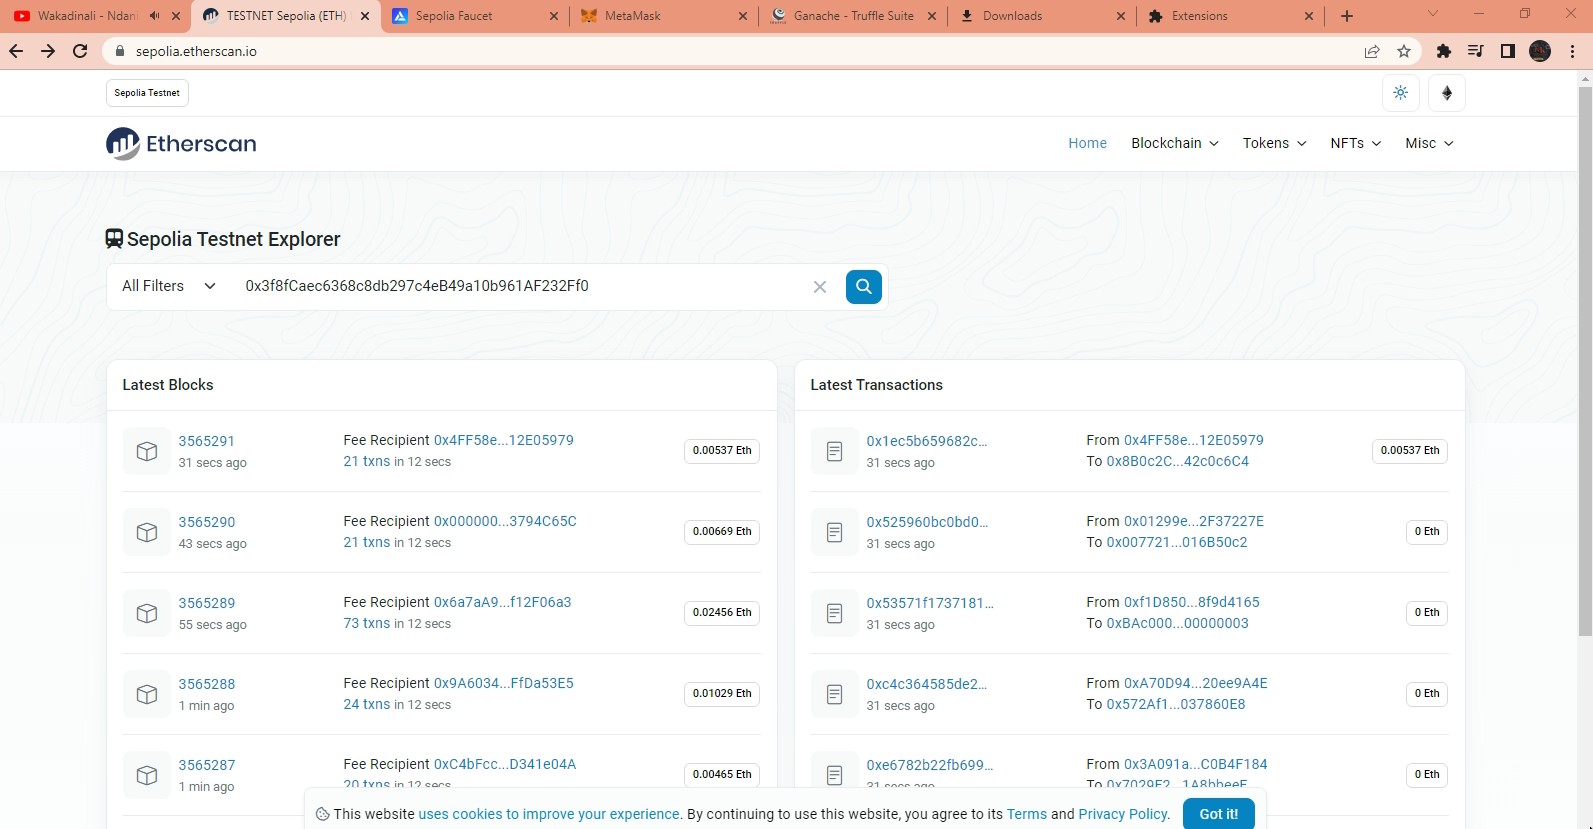 Wakadinali - Ndani
TESTNET Sepolia (ETH)
Sepolia Faucet
MetaMask
Ganache - Truffle Suite
Downloads
Extensions
sepolia.etherscan.io
Sepolia Testnet
Etherscan
Home Blockchain Tokens NFTs Misc
Sepolia Testnet Explorer
All Filters 0x3f8fCaec6368c8db297c4eB49a10b961AF232Ff0
Latest Blocks
3565291 Fee Recipient 0x4FF58e...12E05979
31 secs ago 21 txns in 12 secs
0.00537 Eth
3565290 Fee Recipient 0x000000...3794C65C
43 secs ago 21 txns in 12 secs
0.00669 Eth
3565289 Fee Recipient 0x6a7aA9...f12F06a3
55 secs ago 73 txns in 12 secs
0.02456 Eth
3565288 Fee Recipient 0x9A6034...FfDa53E5
1 min ago 24 txns in 12 secs
0.01029 Eth
3565287 Fee Recipient 0xC4bFcc...D341e04A
1 min ago 20 txns in 12 secs
0.00465 Eth
Latest Transactions
0x1ec5b659682c... From 0x4FF58e...12E05979
31 secs ago To 0x8B0c2C...42c0c6C4
0.00537 Eth
0x525960bc0bd0... From 0x01299e...2F37227E
31 secs ago To 0x007721...016B50c2
0 Eth
0x53571f1737181... From 0xf1D850...8f9d4165
31 secs ago To 0xBAc000...00000003
0 Eth
0xc4c364585de2... From 0xA70D94...20ee9A4E
31 secs ago To 0x572Af1...037860E8
0 Eth
0xe6782b22fb699... From 0x3A091a...C0B4F184
31 secs ago To 0x7029F2...1A8bbeeF
0 Eth
This website uses cookies to improve your experience. By continuing to use this website, you agree to its Terms and Privacy Policy.
Got it!